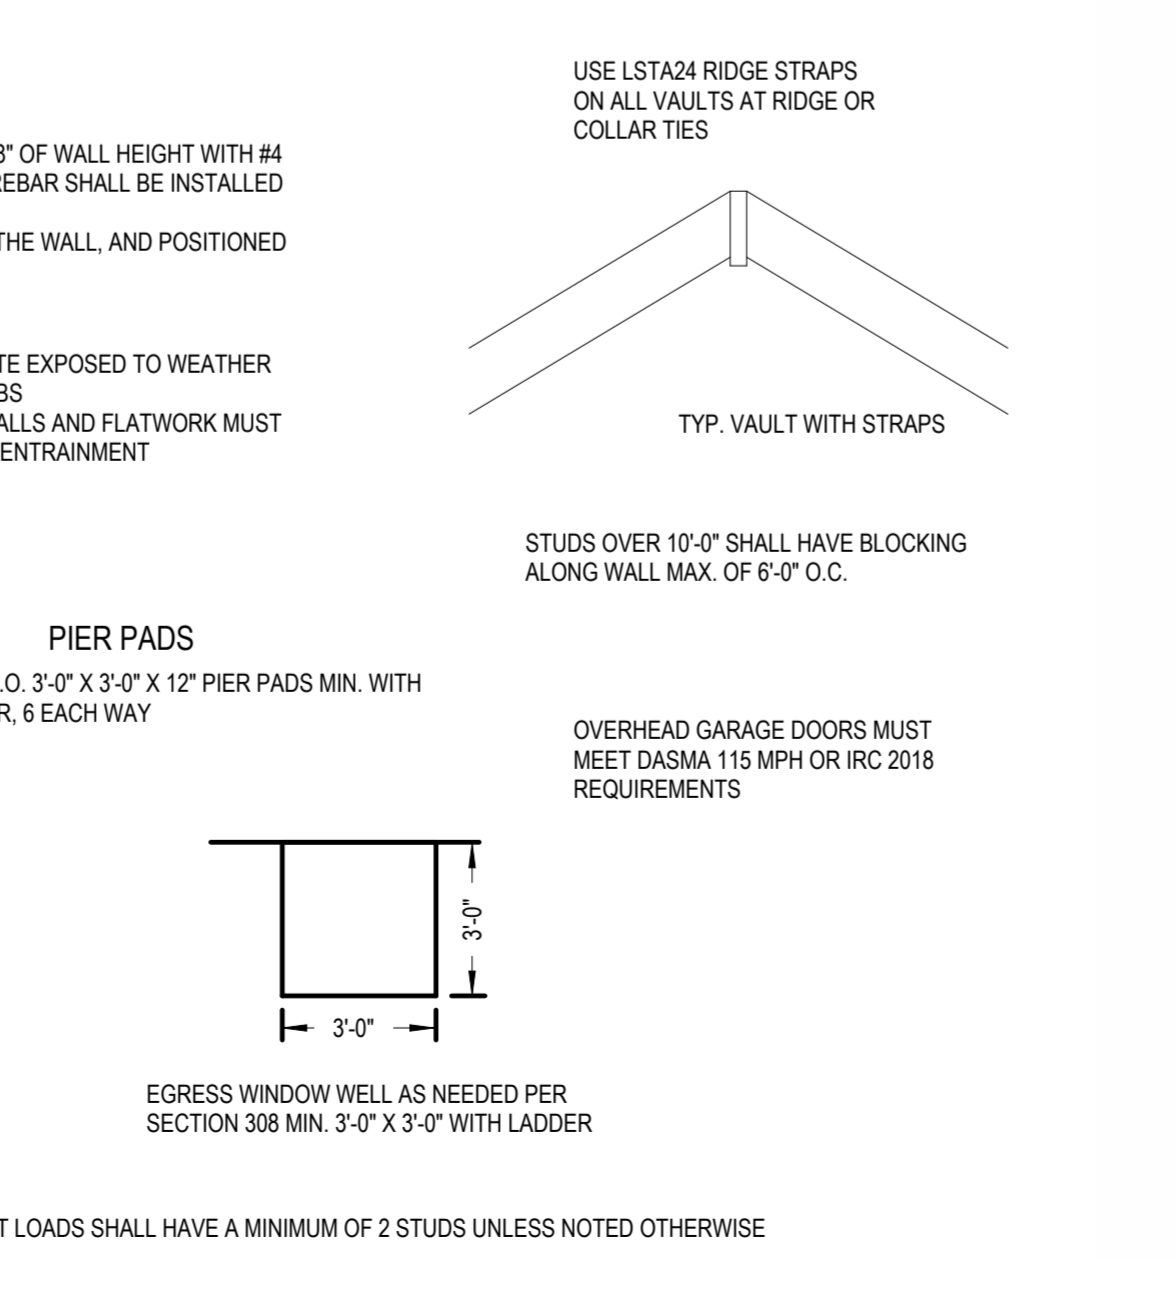 USE LSTA24 RIDGE STRAPS
ON ALL VAULTS AT RIDGE OR
COLLAR TIES
" OF WALL HEIGHT WITH #4
REBAR SHALL BE INSTALLED
THE WALL, AND POSITIONED
TE EXPOSED TO WEATHER
BS
ALLS AND FLATWORK MUST
ENTRAINMENT
TYP. VAULT WITH STRAPS
STUDS OVER 10'-0" SHALL HAVE BLOCKING
ALONG WALL MAX. OF 6'-0" O.C.
PIER PADS
.O. 3'-0" X 3'-0" X 12" PIER PADS MIN. WITH
R, 6 EACH WAY
OVERHEAD GARAGE DOORS MUST
MEET DASMA 115 MPH OR IRC 2018
REQUIREMENTS
3'-0"
3'-0"
EGRESS WINDOW WELL AS NEEDED PER
SECTION 308 MIN. 3'-0" X 3'-0" WITH LADDER
T LOADS SHALL HAVE A MINIMUM OF 2 STUDS UNLESS NOTED OTHERWISE